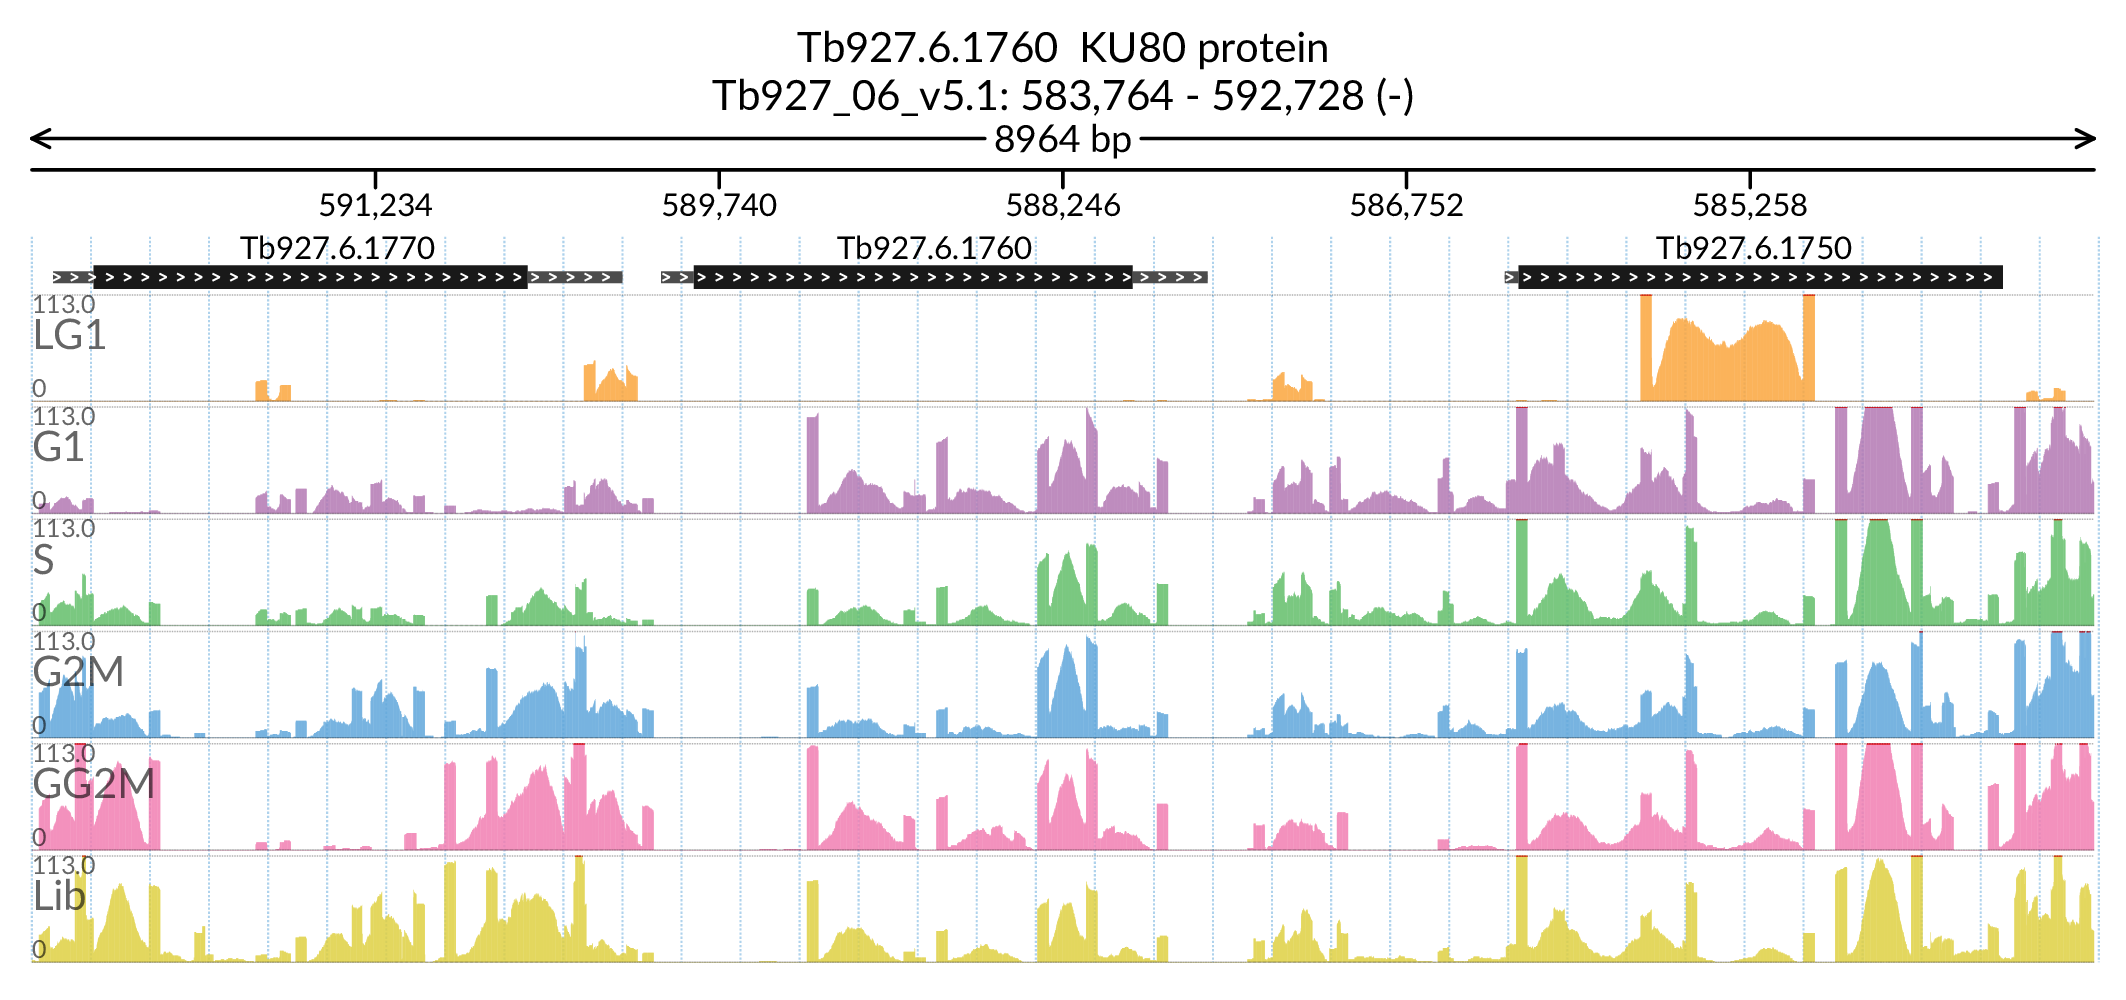 Tb927.6.1760 KU80 protein
Tb927_06_v5.1: 583,764 - 592,728 (-)
8964 bp
591,234 589,740 588,246 586,752 585,258
Tb927.6.1770 Tb927.6.1760 Tb927.6.1750
113.0
LG1
0
113.0
G1
0
113.0
S
0
113.0
G2M
0
113.0
GG2M
0
113.0
Lib
0